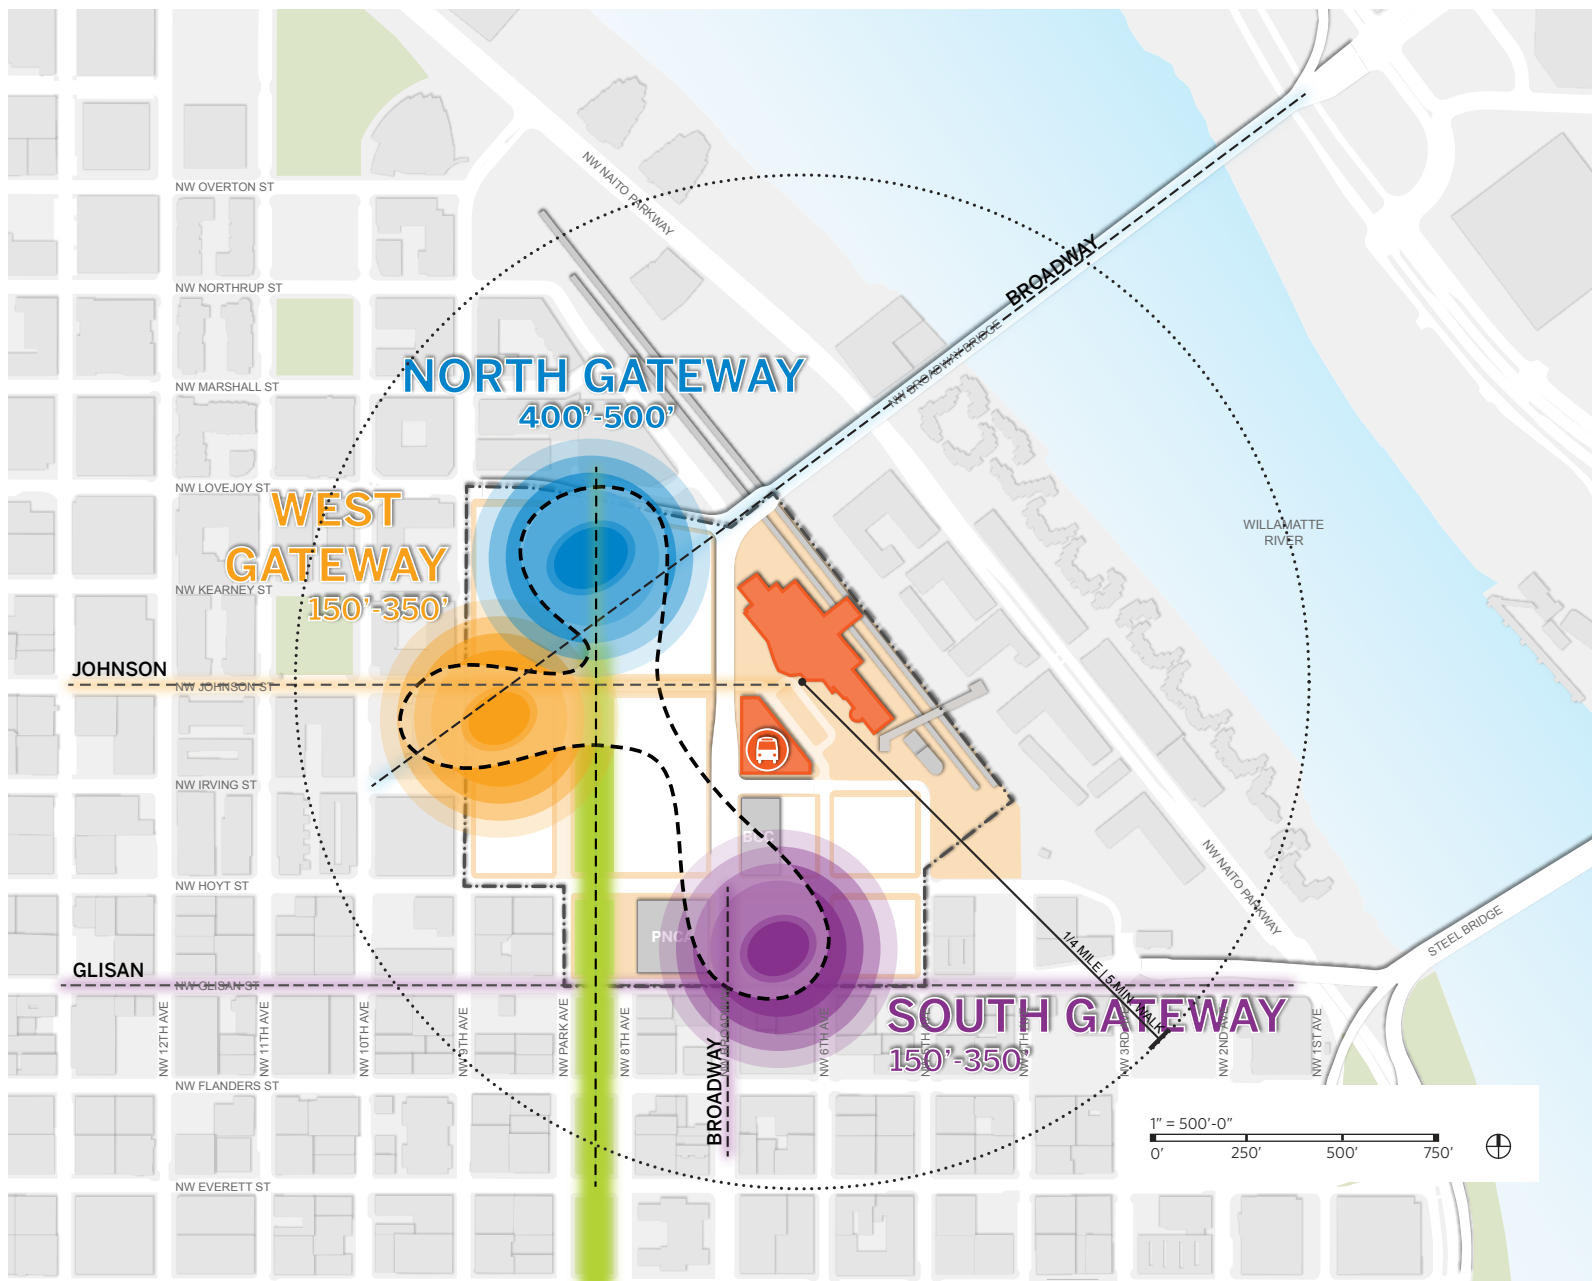 NW OVERTON ST
NW NAITO PARKWAY
BROADWAY
NW NORTHRUP ST
NW BROADWAY BRIDGE
NORTH GATEWAY
400’-500’
NW MARSHALL ST
NW LOVEJOY ST
WEST
GATEWAY
150’-350’
WILLAMATTE
RIVER
NW KEARNEY ST
JOHNSON
NW JOHNSON ST
NW IRVING ST
NW HOYT ST
NW NAITO PARKWAY
STEEL BRIDGE
1/4 MILE | 5 MIN. WALK
GLISAN
NW GLISAN ST
SOUTH GATEWAY
150’-350’
NW 12TH AVE
NW 11TH AVE
NW 10TH AVE
NW 9TH AVE
NW PARK AVE
NW 8TH AVE
BROADWAY
NW 6TH AVE
NW 3RD
NW 2ND AVE
NW 1ST AVE
NW FLANDERS ST
NW EVERETT ST
1” = 500’-0”
0’
250’
500’
750’